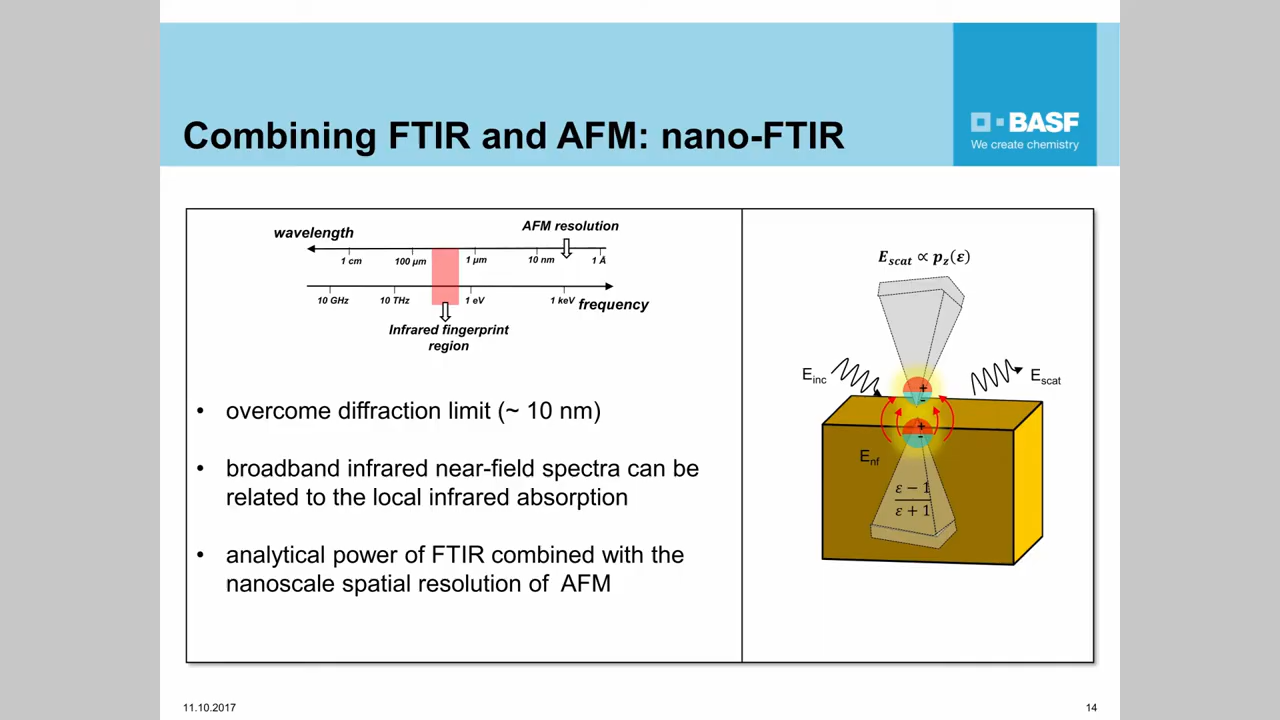 Combining FTIR and AFM: nano-FTIR
BASF
We create chemistry
AFM resolution
wavelength
1 cm 100 µm 1 µm 10 nm 1 Å
10 GHz 10 THz 1 eV 1 keV
frequency
Infrared fingerprint
region
• overcome diffraction limit (~ 10 nm)
• broadband infrared near-field spectra can be
related to the local infrared absorption
• analytical power of FTIR combined with the
nanoscale spatial resolution of AFM
E_scat ∝ p_z(ε)
E_inc
E_scat
+
-
+
-
E_nf
ε − 1
ε + 1
11.10.2017
14